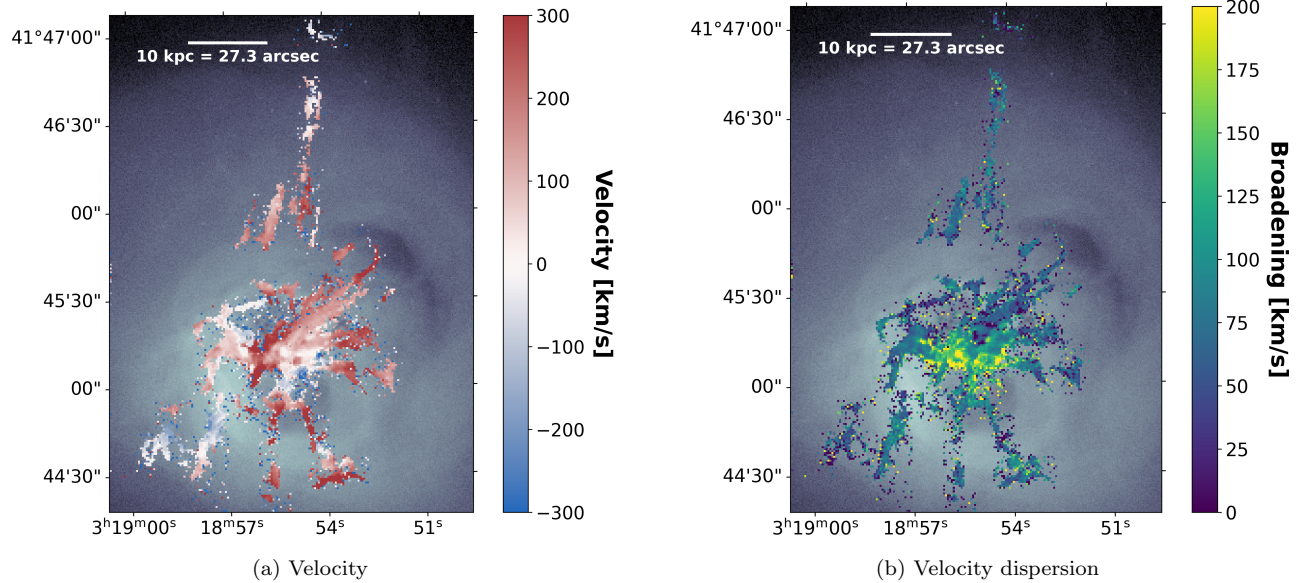 10 kpc = 27.3 arcsec
41°47'00"
46'30"
00"
45'30"
00"
44'30"
3ʰ19ᵐ00ˢ
18ᵐ57ˢ
54ˢ
51ˢ
300
200
100
0
−100
−200
−300
Velocity [km/s]
(a) Velocity
10 kpc = 27.3 arcsec
41°47'00"
46'30"
00"
45'30"
00"
44'30"
3ʰ19ᵐ00ˢ
18ᵐ57ˢ
54ˢ
51ˢ
200
175
150
125
100
75
50
25
0
Broadening [km/s]
(b) Velocity dispersion